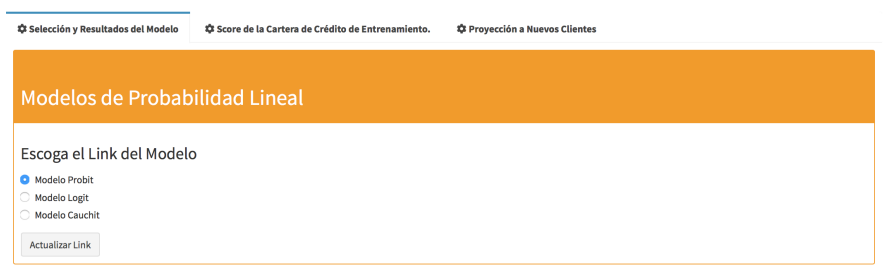 Selección y Resultados del Modelo
Score de la Cartera de Crédito de Entrenamiento.
Proyección a Nuevos Clientes
Modelos de Probabilidad Lineal
Escoga el Link del Modelo
Modelo Probit
Modelo Logit
Modelo Cauchit
Actualizar Link